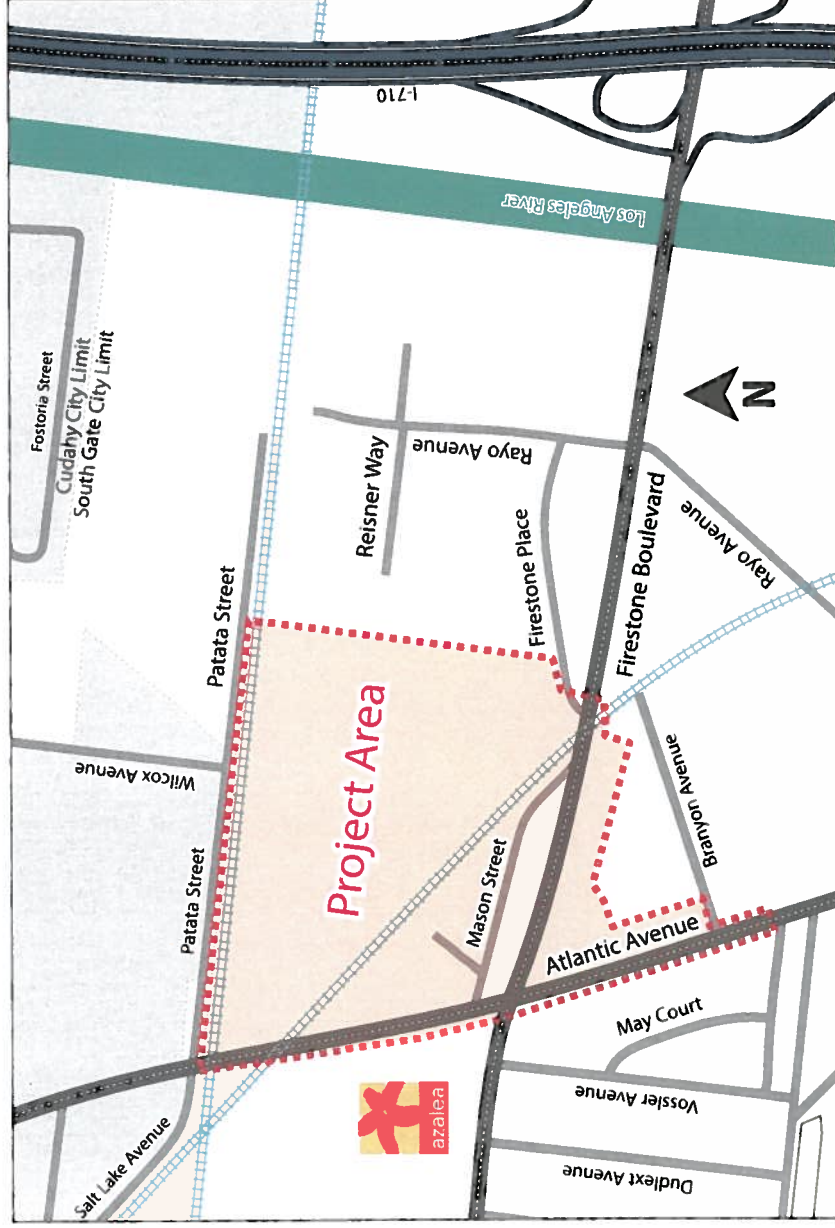 I-710
Los Angeles River
Fostoria Street
Cudahy City Limit
South Gate City Limit
Patata Street
Reisner Way
Rayo Avenue
N
Firestone Place
Firestone Boulevard
Rayo Avenue
Wilcox Avenue
Project Area
Patata Street
Mason Street
Branyon Avenue
Atlantic Avenue
May Court
azalea
Vossler Avenue
Salt Lake Avenue
Dudlext Avenue